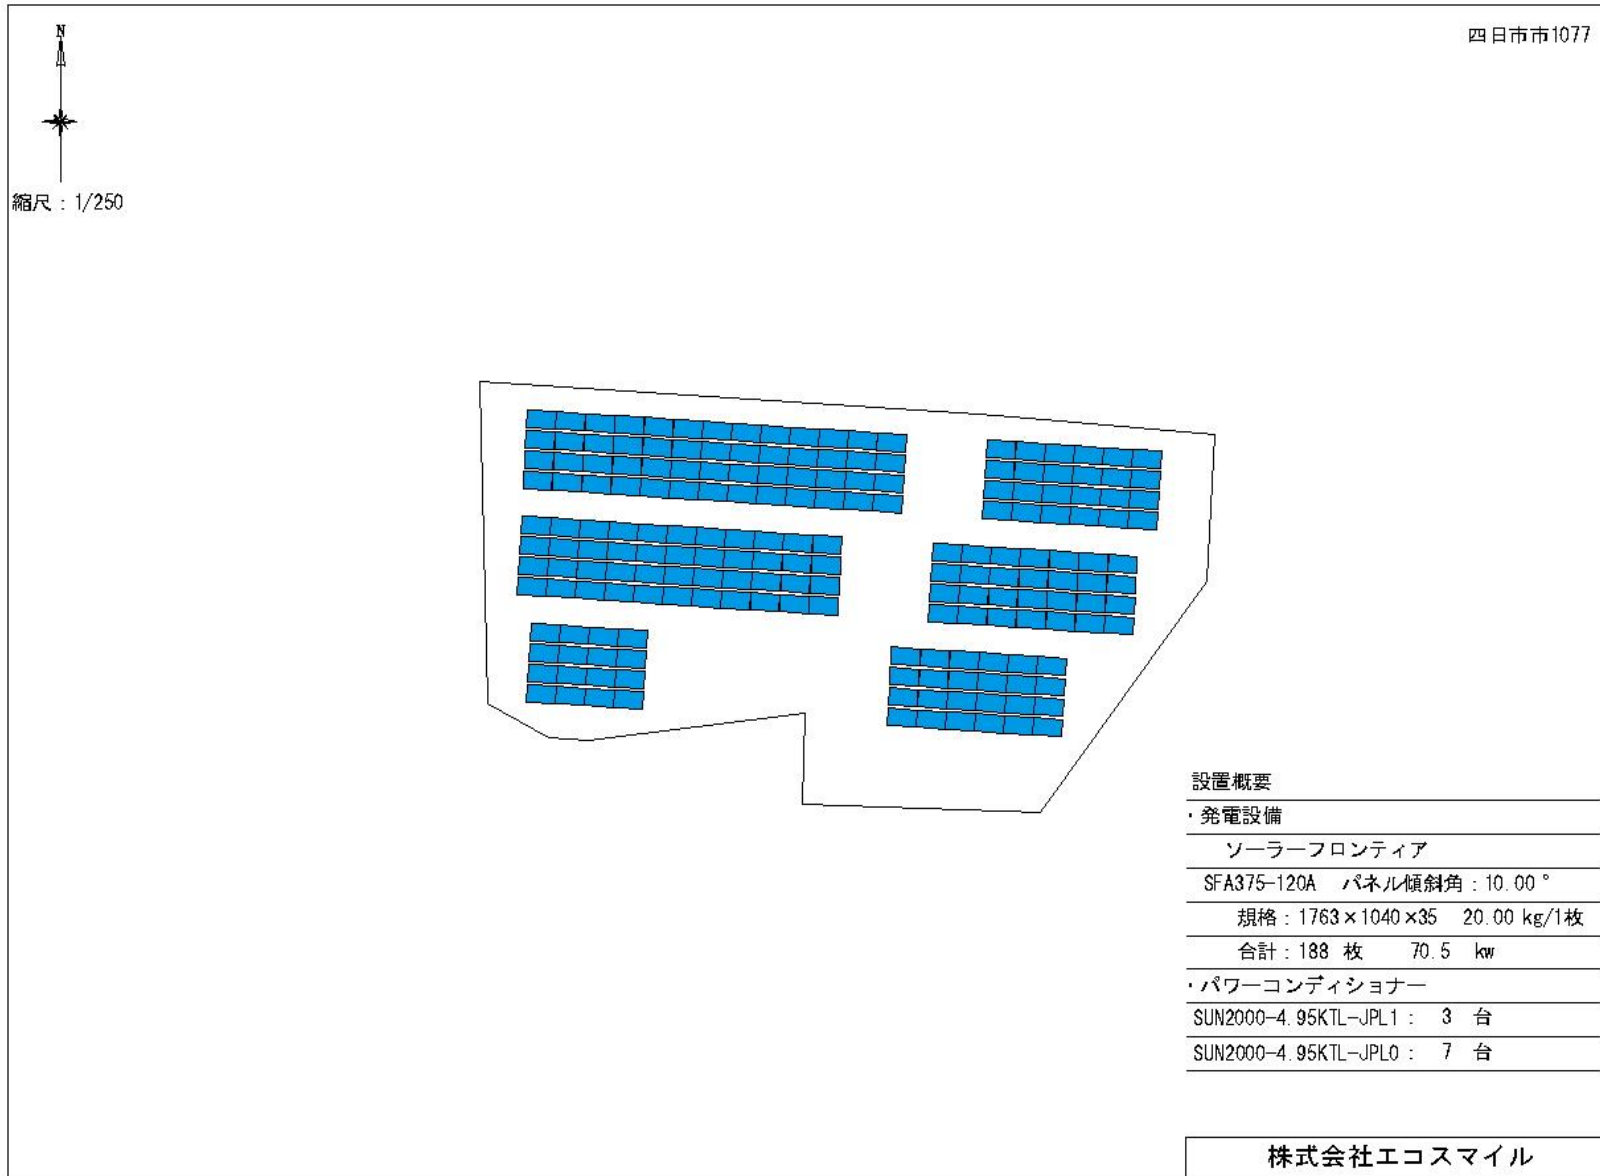 N
四日市市1077
縮尺：1/250
設置概要
・発電設備
ソーラーフロンティア
SFA375-120A パネル傾斜角：10.00°
規格：1763×1040×35 20.00 kg/1枚
合計：188 枚 70.5 kw
・パワーコンディショナー
SUN2000-4.95KTL-JPL1： 3 台
SUN2000-4.95KTL-JPL0： 7 台
株式会社エコスマイル